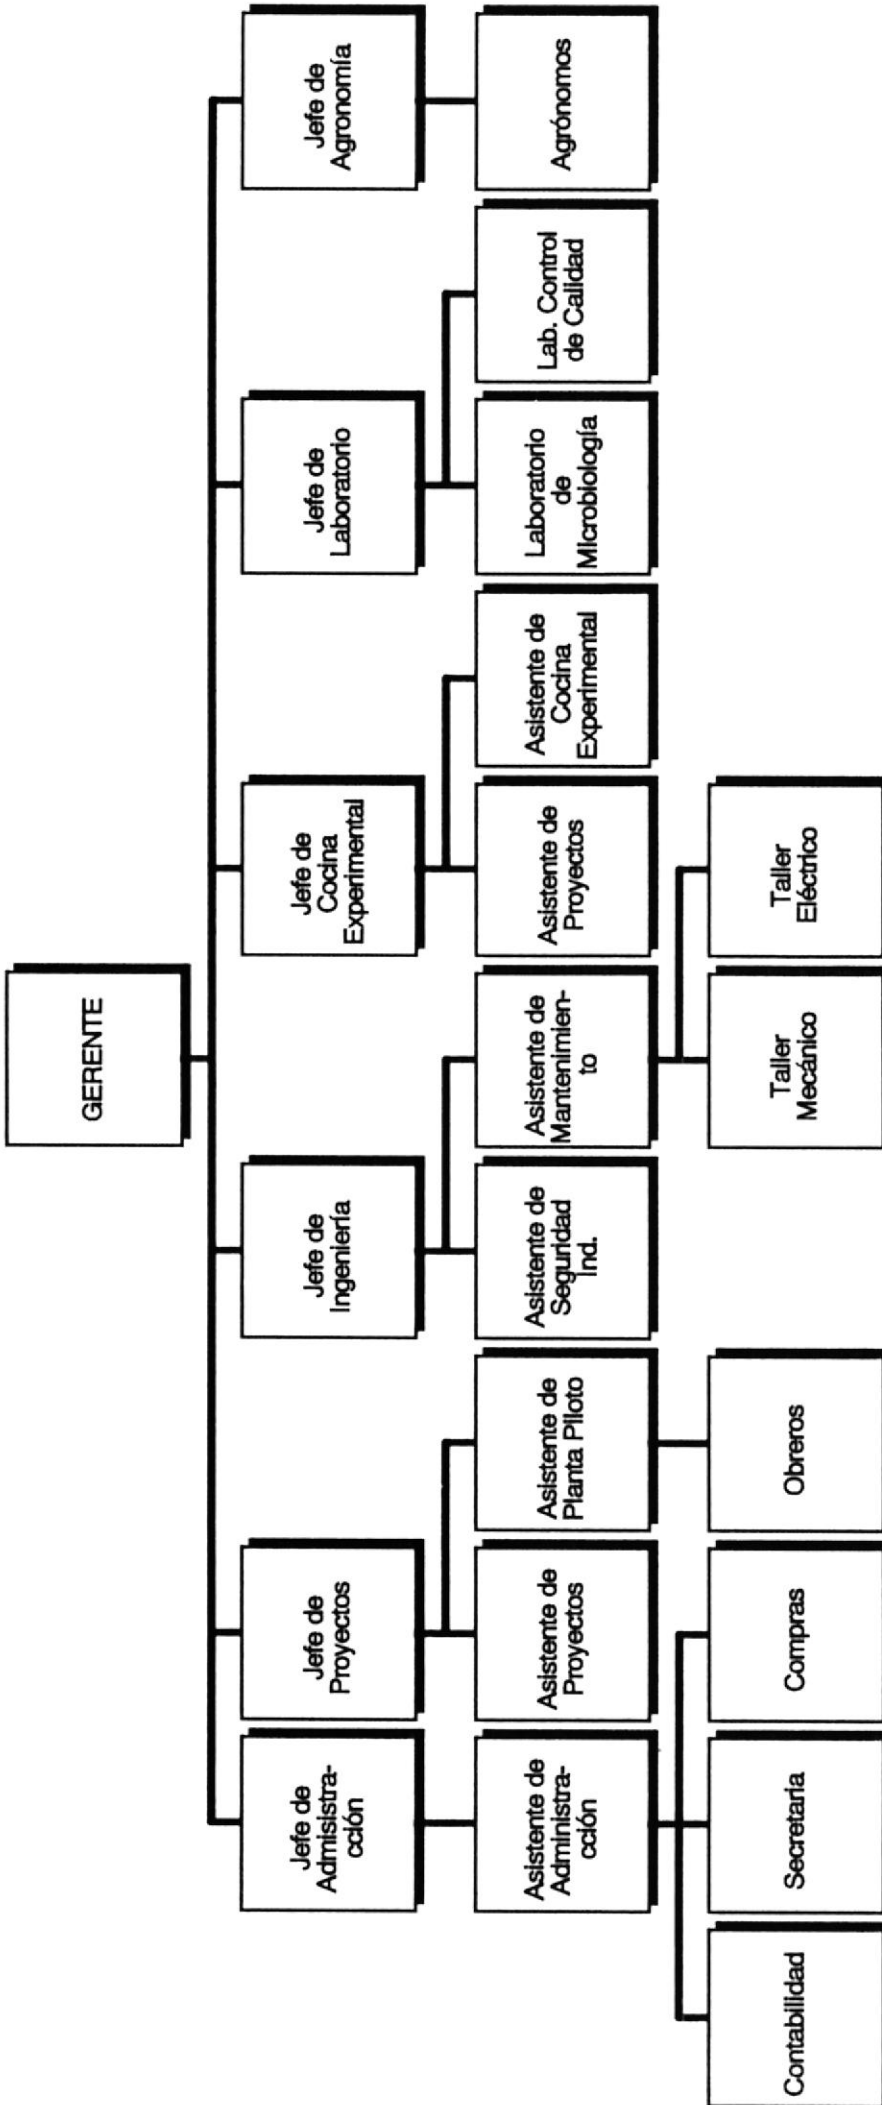 GERENTE
Jefe de
Admisistra-
cción
Jefe de
Proyectos
Jefe de
Ingeniería
Jefe de
Cocina
Experimental
Jefe de
Laboratorio
Jefe de
Agronomía
Asistente de
Administra-
cción
Asistente de
Proyectos
Asistente de
Planta Piloto
Asistente de
Seguridad
Ind.
Asistente de
Mantenimien-
to
Asistente de
Proyectos
Asistente de
Cocina
Experimental
Laboratorio
de
Microbiología
Lab. Control
de Calidad
Agrónomos
Contabilidad
Secretaria
Compras
Obreros
Taller
Mecánico
Taller
Eléctrico